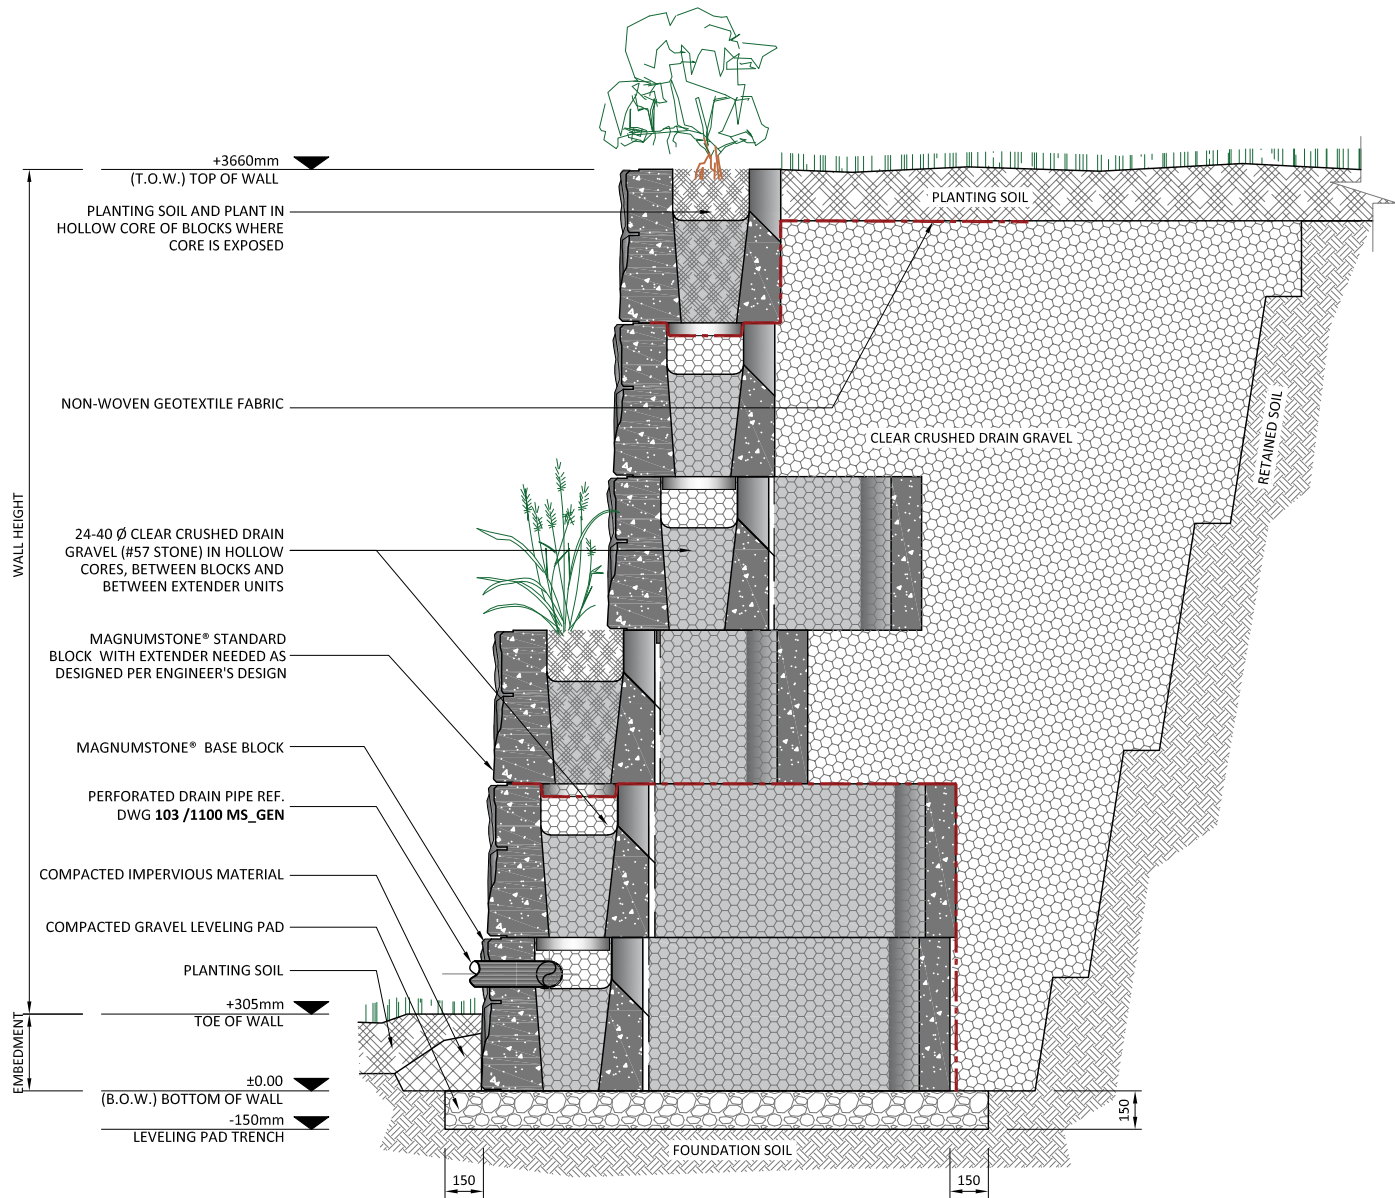 +3660mm
(T.O.W.) TOP OF WALL
PLANTING SOIL AND PLANT IN
HOLLOW CORE OF BLOCKS WHERE
CORE IS EXPOSED
PLANTING SOIL
NON-WOVEN GEOTEXTILE FABRIC
CLEAR CRUSHED DRAIN GRAVEL
RETAINED SOIL
WALL HEIGHT
24-40 Ø CLEAR CRUSHED DRAIN
GRAVEL (#57 STONE) IN HOLLOW
CORES, BETWEEN BLOCKS AND
BETWEEN EXTENDER UNITS
MAGNUMSTONE® STANDARD
BLOCK WITH EXTENDER NEEDED AS
DESIGNED PER ENGINEER'S DESIGN
MAGNUMSTONE® BASE BLOCK
PERFORATED DRAIN PIPE REF.
DWG 103 /1100 MS_GEN
COMPACTED IMPERVIOUS MATERIAL
COMPACTED GRAVEL LEVELING PAD
PLANTING SOIL
+305mm
TOE OF WALL
EMBEDMENT
±0.00
(B.O.W.) BOTTOM OF WALL
-150mm
LEVELING PAD TRENCH
150
FOUNDATION SOIL
150
150